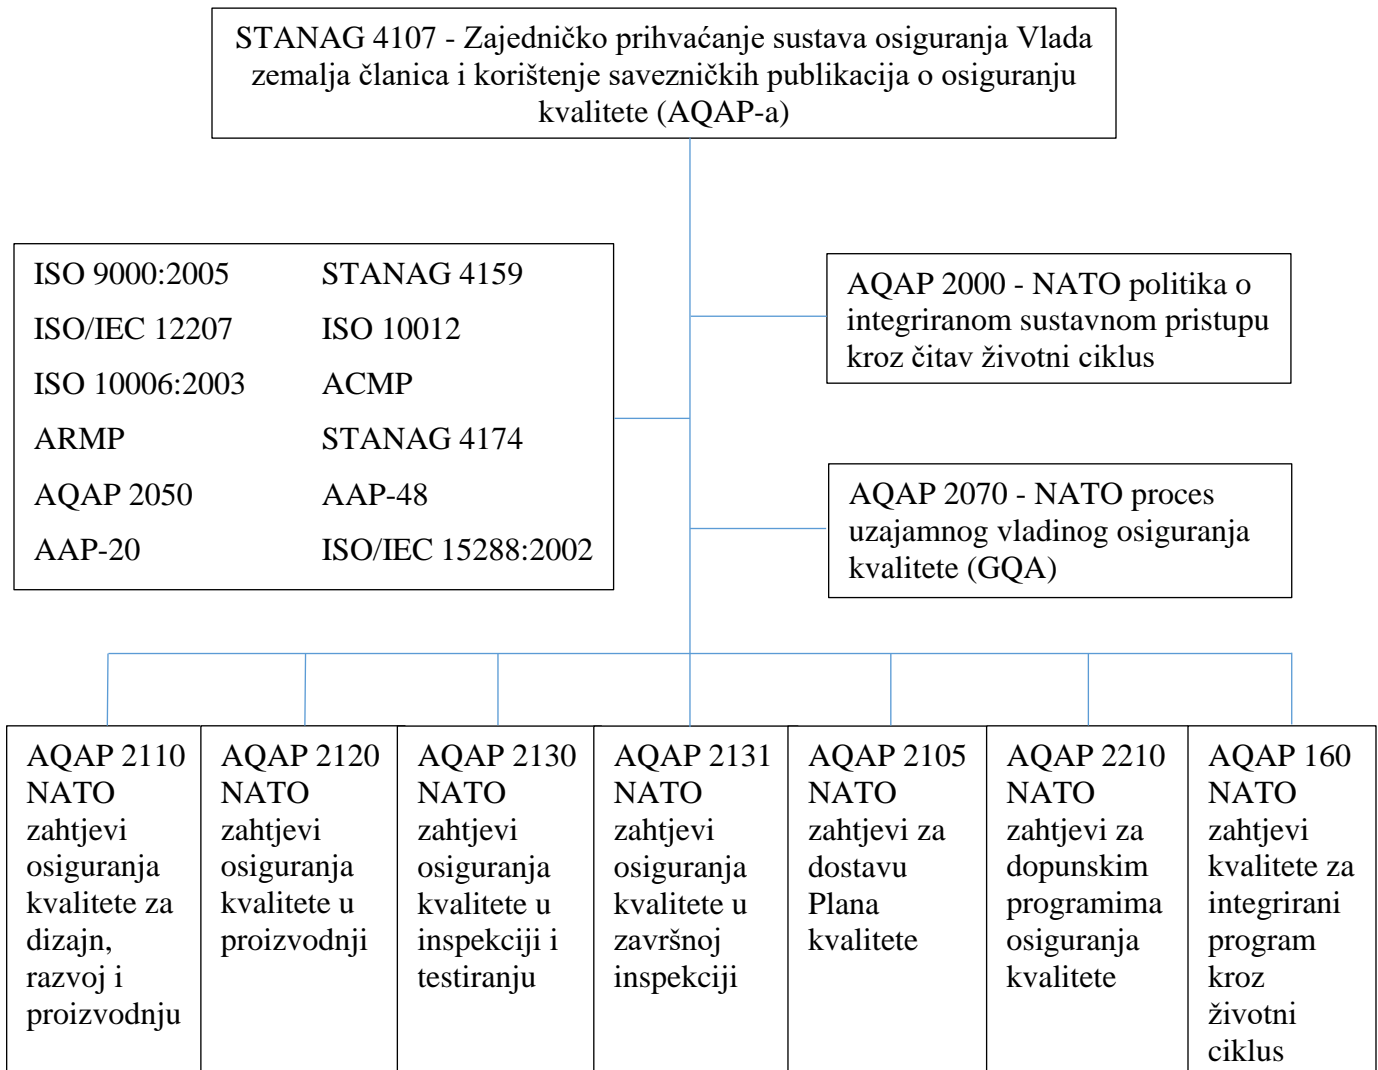 STANAG 4107 - Zajedničko prihvaćanje sustava osiguranja Vlada
zemalja članica i korištenje savezničkih publikacija o osiguranju
kvalitete (AQAP-a)
ISO 9000:2005
STANAG 4159
ISO/IEC 12207
ISO 10012
ISO 10006:2003
ACMP
ARMP
STANAG 4174
AQAP 2050
AAP-48
AAP-20
ISO/IEC 15288:2002
AQAP 2000 - NATO politika o
integriranom sustavnom pristupu
kroz čitav životni ciklus
AQAP 2070 - NATO proces
uzajamnog vladinog osiguranja
kvalitete (GQA)
AQAP 2110
NATO
zahtjevi
osiguranja
kvalitete za
dizajn,
razvoj i
proizvodnju
AQAP 2120
NATO
zahtjevi
osiguranja
kvalitete u
proizvodnji
AQAP 2130
NATO
zahtjevi
osiguranja
kvalitete u
inspekciji i
testiranju
AQAP 2131
NATO
zahtjevi
osiguranja
kvalitete u
završnoj
inspekciji
AQAP 2105
NATO
zahtjevi za
dostavu
Plana
kvalitete
AQAP 2210
NATO
zahtjevi za
dopunskim
programima
osiguranja
kvalitete
AQAP 160
NATO
zahtjevi
kvalitete za
integrirani
program
kroz
životni
ciklus